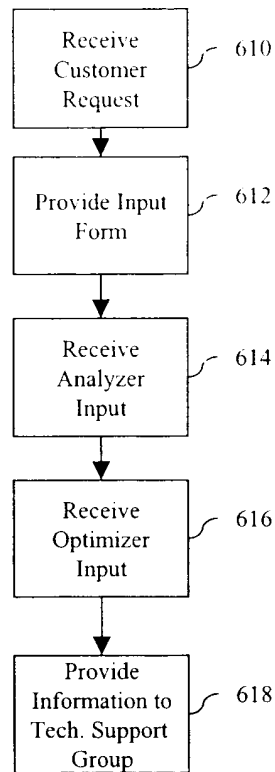 Receive
Customer
Request
610
Provide Input
Form
612
Receive
Analyzer
Input
614
Receive
Optimizer
Input
616
Provide
Information to
Tech. Support
Group
618